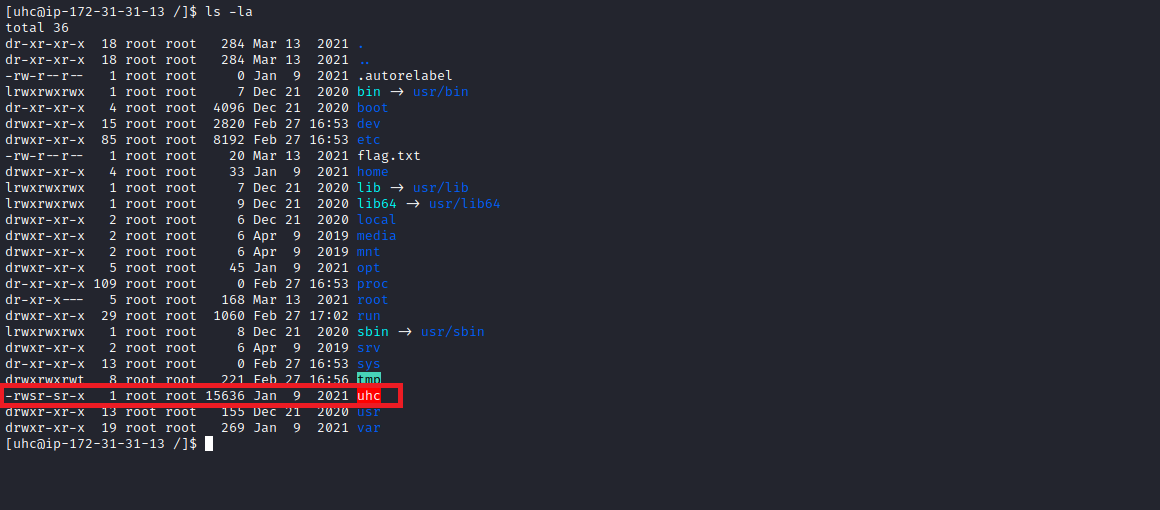 [uhc@ip-172-31-31-13 /]$ ls -la
total 36
dr-xr-xr-x  18 root root   284 Mar 13  2021 .
dr-xr-xr-x  18 root root   284 Mar 13  2021 ..
-rw-r--r--   1 root root     0 Jan  9  2021 .autorelabel
lrwxrwxrwx   1 root root     7 Dec 21  2020 bin -> usr/bin
dr-xr-xr-x   4 root root  4096 Dec 21  2020 boot
drwxr-xr-x  15 root root  2820 Feb 27 16:53 dev
drwxr-xr-x  85 root root  8192 Feb 27 16:53 etc
-rw-r--r--   1 root root    20 Mar 13  2021 flag.txt
drwxr-xr-x   4 root root    33 Jan  9  2021 home
lrwxrwxrwx   1 root root     7 Dec 21  2020 lib -> usr/lib
lrwxrwxrwx   1 root root     9 Dec 21  2020 lib64 -> usr/lib64
drwxr-xr-x   2 root root     6 Dec 21  2020 local
drwxr-xr-x   2 root root     6 Apr  9  2019 media
drwxr-xr-x   2 root root     6 Apr  9  2019 mnt
drwxr-xr-x   5 root root    45 Jan  9  2021 opt
dr-xr-xr-x 109 root root     0 Feb 27 16:53 proc
dr-xr-x---   5 root root   168 Mar 13  2021 root
drwxr-xr-x  29 root root  1060 Feb 27 17:02 run
lrwxrwxrwx   1 root root     8 Dec 21  2020 sbin -> usr/sbin
drwxr-xr-x   2 root root     6 Apr  9  2019 srv
dr-xr-xr-x  13 root root     0 Feb 27 16:53 sys
drwxrwxrwt   8 root root   221 Feb 27 16:56 tmp
-rwsr-sr-x   1 root root 15636 Jan  9  2021 uhc
drwxr-xr-x  13 root root   155 Dec 21  2020 usr
drwxr-xr-x  19 root root   269 Jan  9  2021 var
[uhc@ip-172-31-31-13 /]$